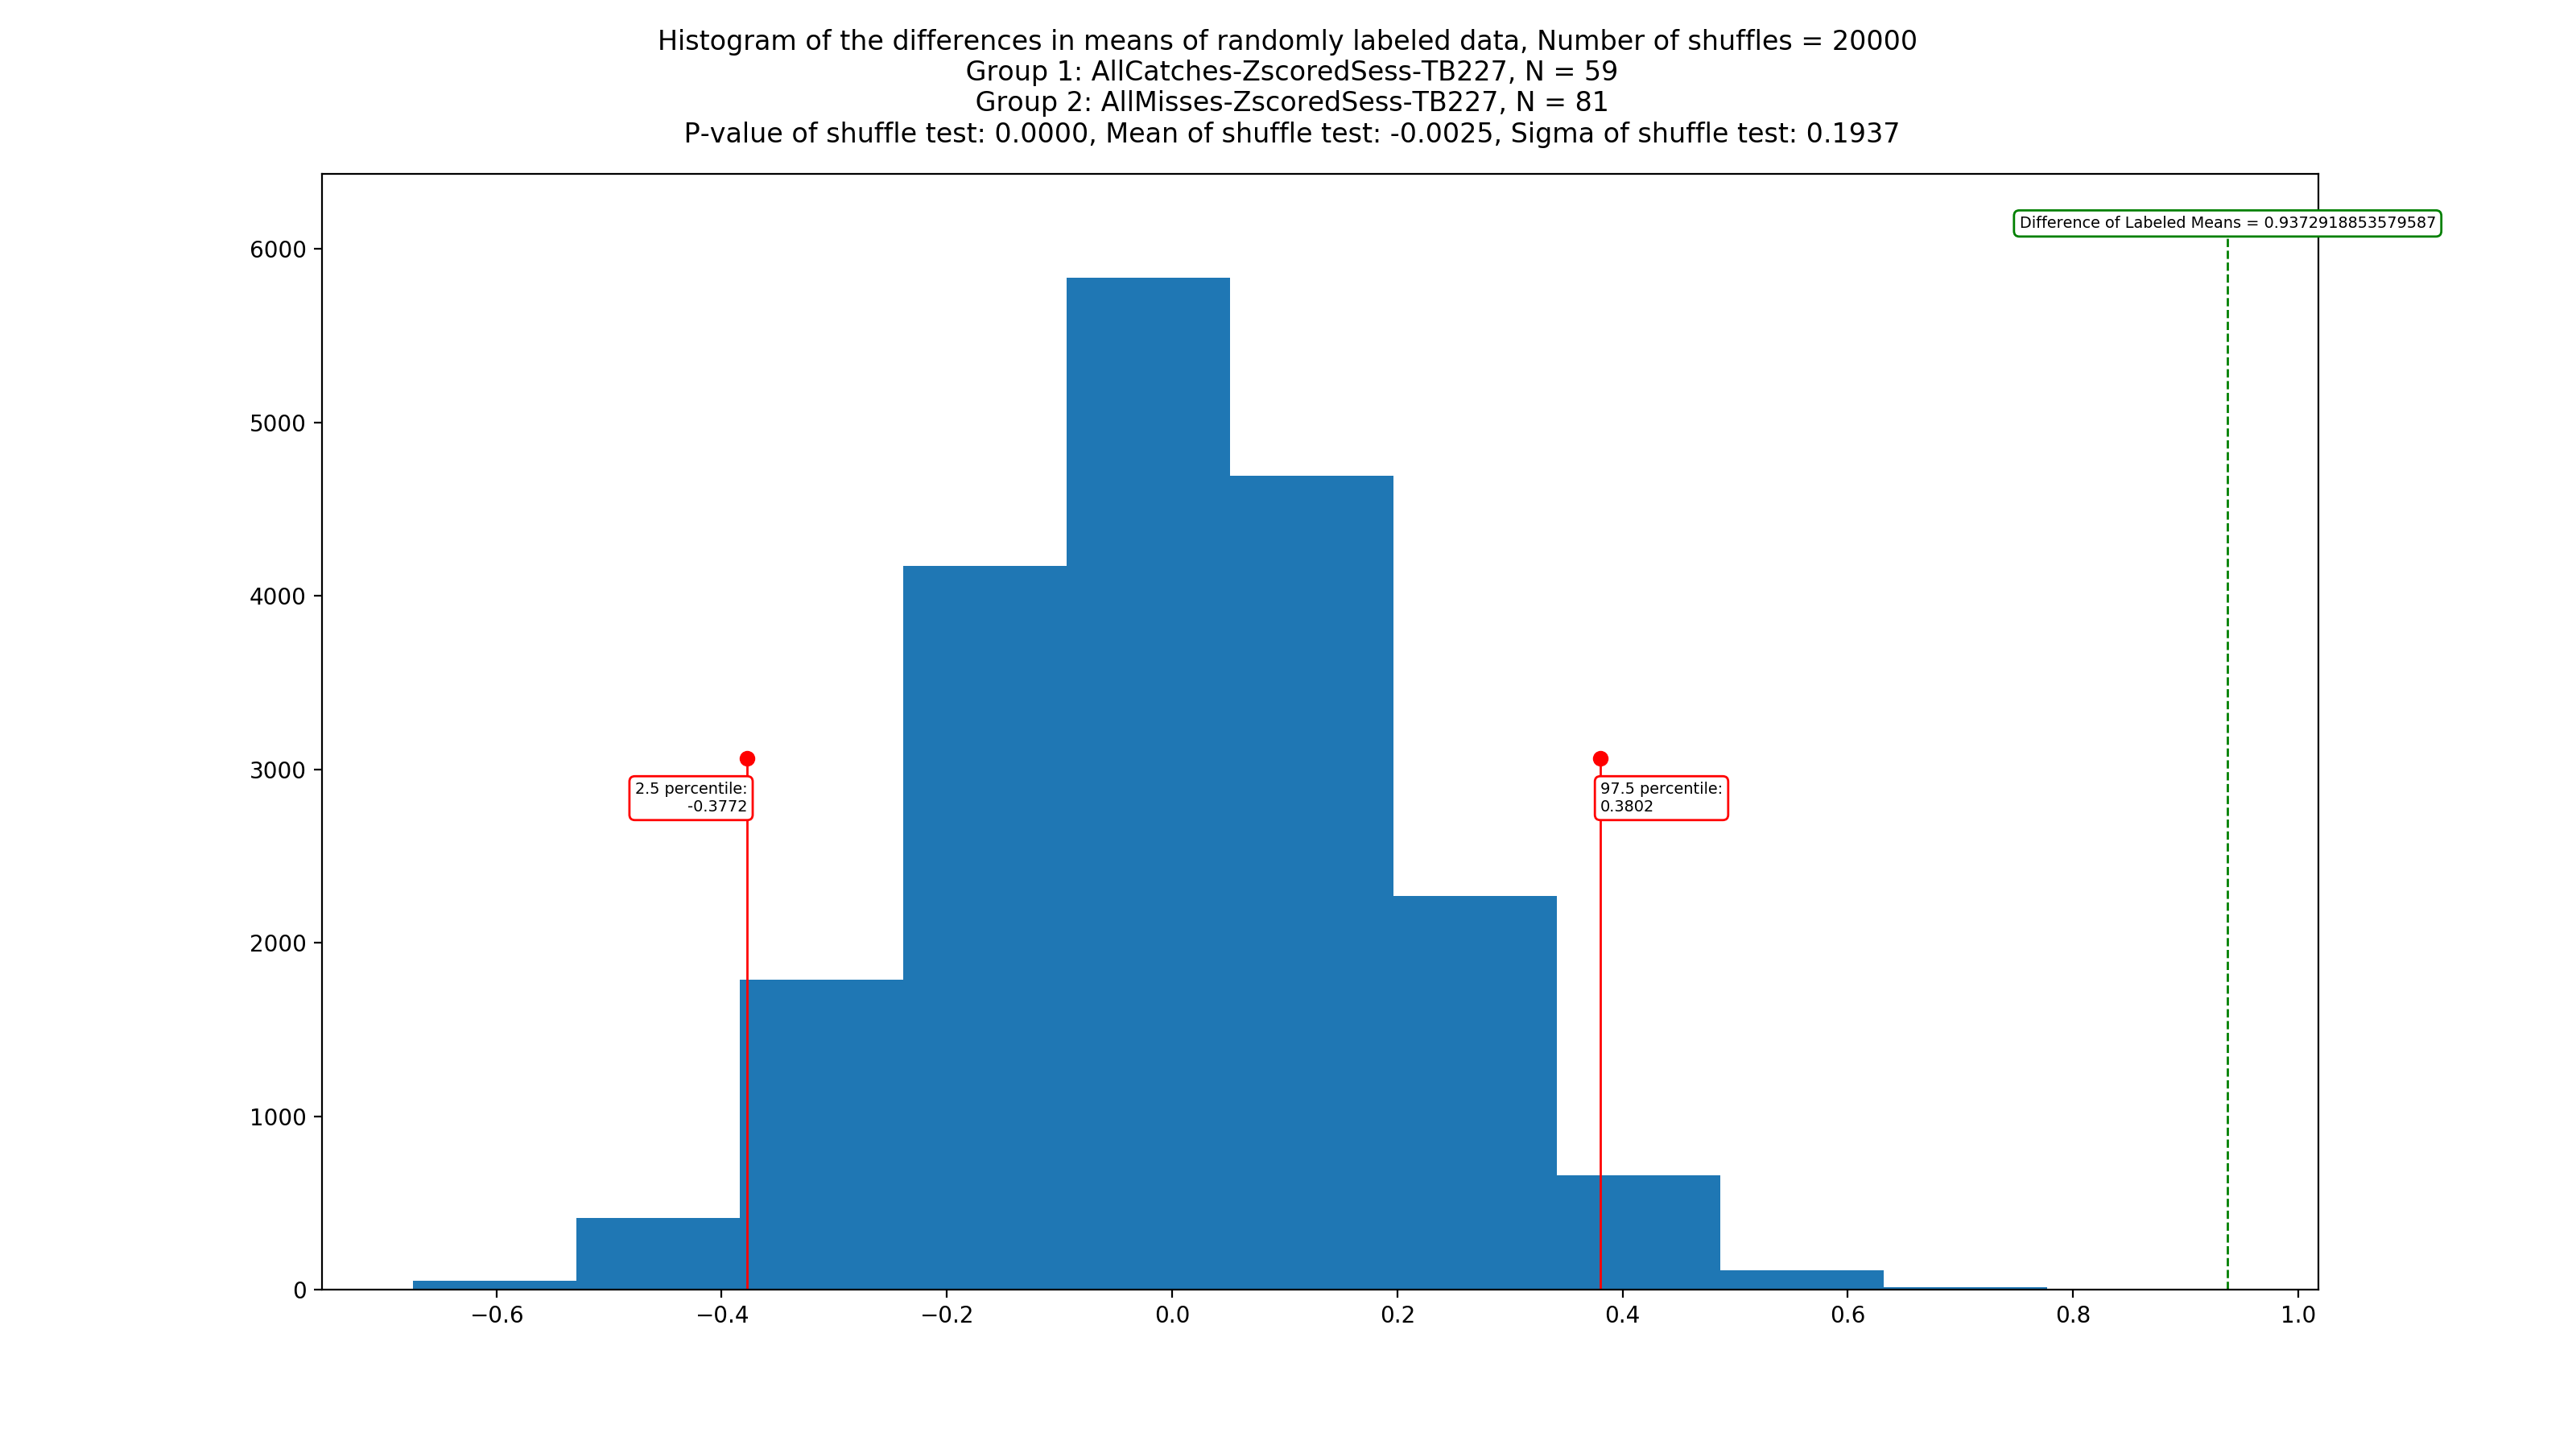 Histogram of the differences in means of randomly labeled data, Number of shuffles = 20000
Group 1: AllCatches-ZscoredSess-TB227, N = 59
Group 2: AllMisses-ZscoredSess-TB227, N = 81
P-value of shuffle test: 0.0000, Mean of shuffle test: -0.0025, Sigma of shuffle test: 0.1937
Difference of Labeled Means = 0.9372918853579587
6000
5000
4000
3000
2.5 percentile:
-0.3772
97.5 percentile:
0.3802
2000
1000
0
−0.6
−0.4
−0.2
0.0
0.2
0.4
0.6
0.8
1.0